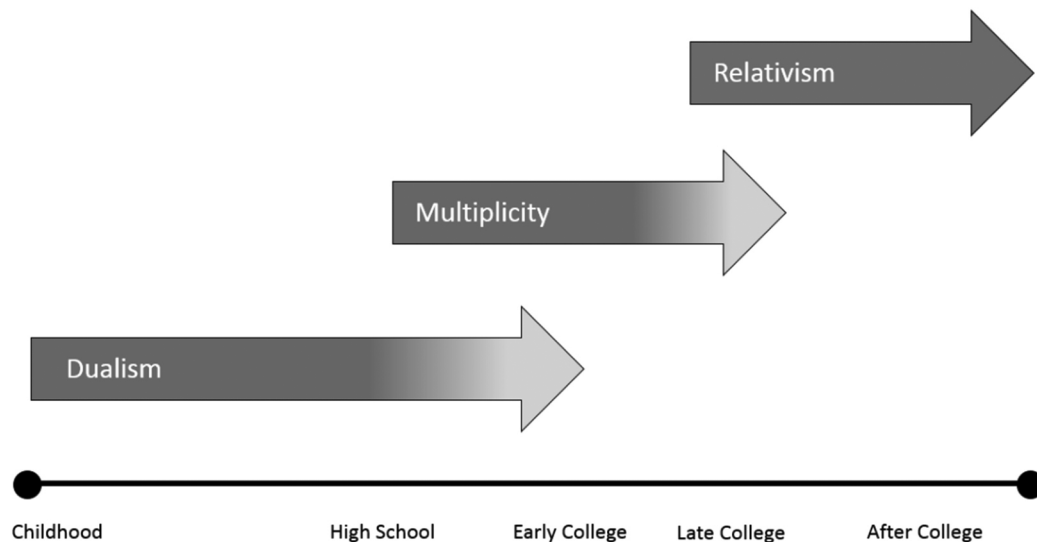 Relativism
Multiplicity
Dualism
Childhood
High School
Early College
Late College
After College